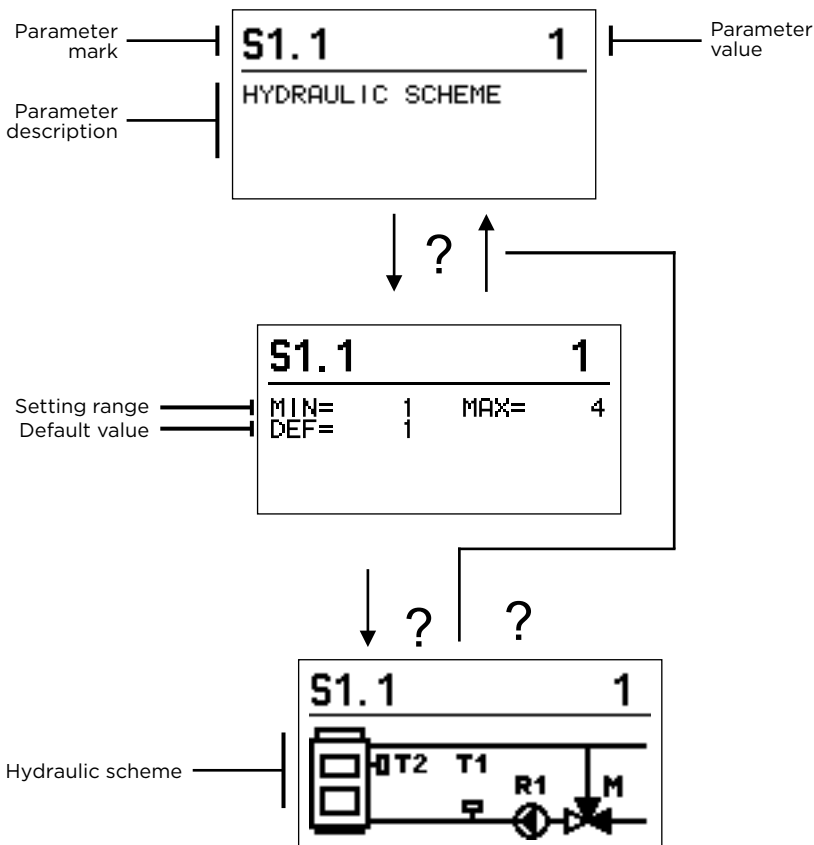 Parameter
mark
S1.1 1
Parameter
value
Parameter
description
HYDRAULIC SCHEME
?
S1.1 1
Setting range
MIN= 1 MAX= 4
Default value
DEF= 1
? ?
S1.1 1
Hydraulic scheme
T2 T1
R1 M